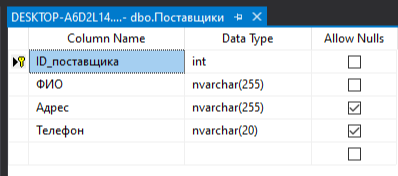 DESKTOP-A6D2L14....- dbo.Поставщики
Column Name Data Type Allow Nulls
ID_поставщика int
ФИО nvarchar(255)
Адрес nvarchar(255)
Телефон nvarchar(20)